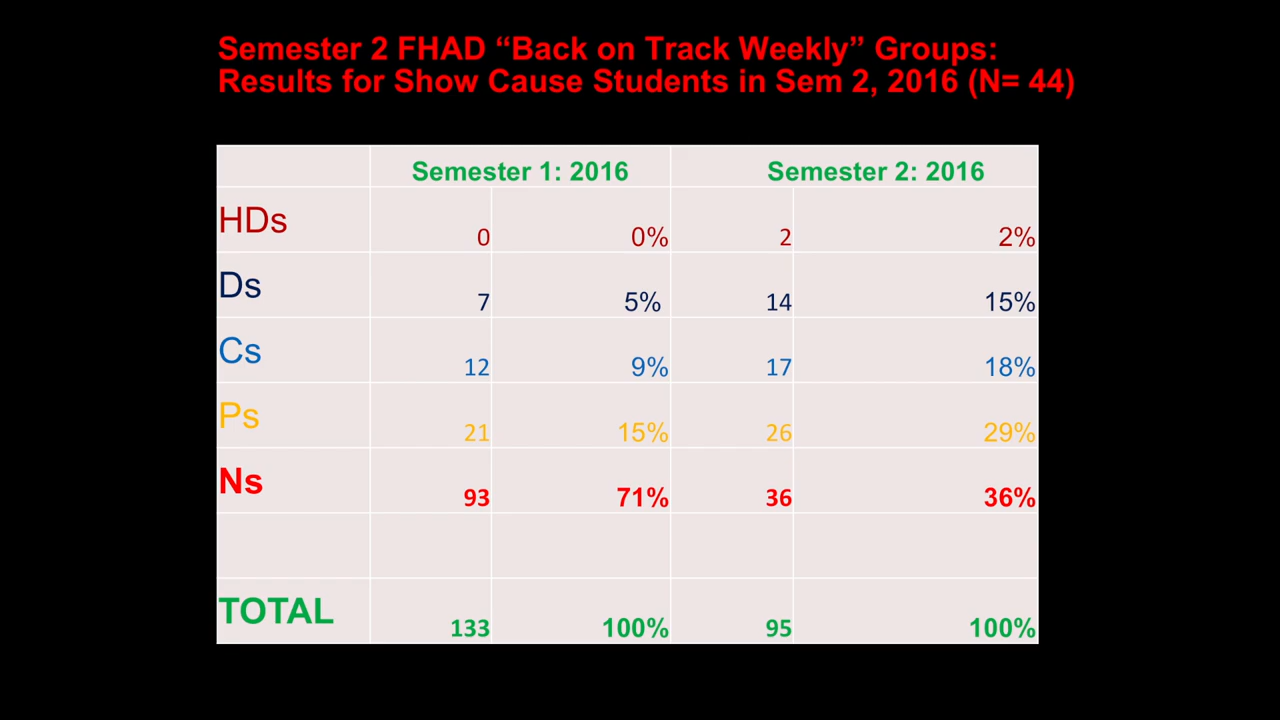 Semester 2 FHAD “Back on Track Weekly” Groups:
Results for Show Cause Students in Sem 2, 2016 (N= 44)
Semester 1: 2016 Semester 2: 2016
HDs 0 0% 2 2%
Ds 7 5% 14 15%
Cs 12 9% 17 18%
Ps 21 15% 26 29%
Ns 93 71% 36 36%
TOTAL 133 100% 95 100%